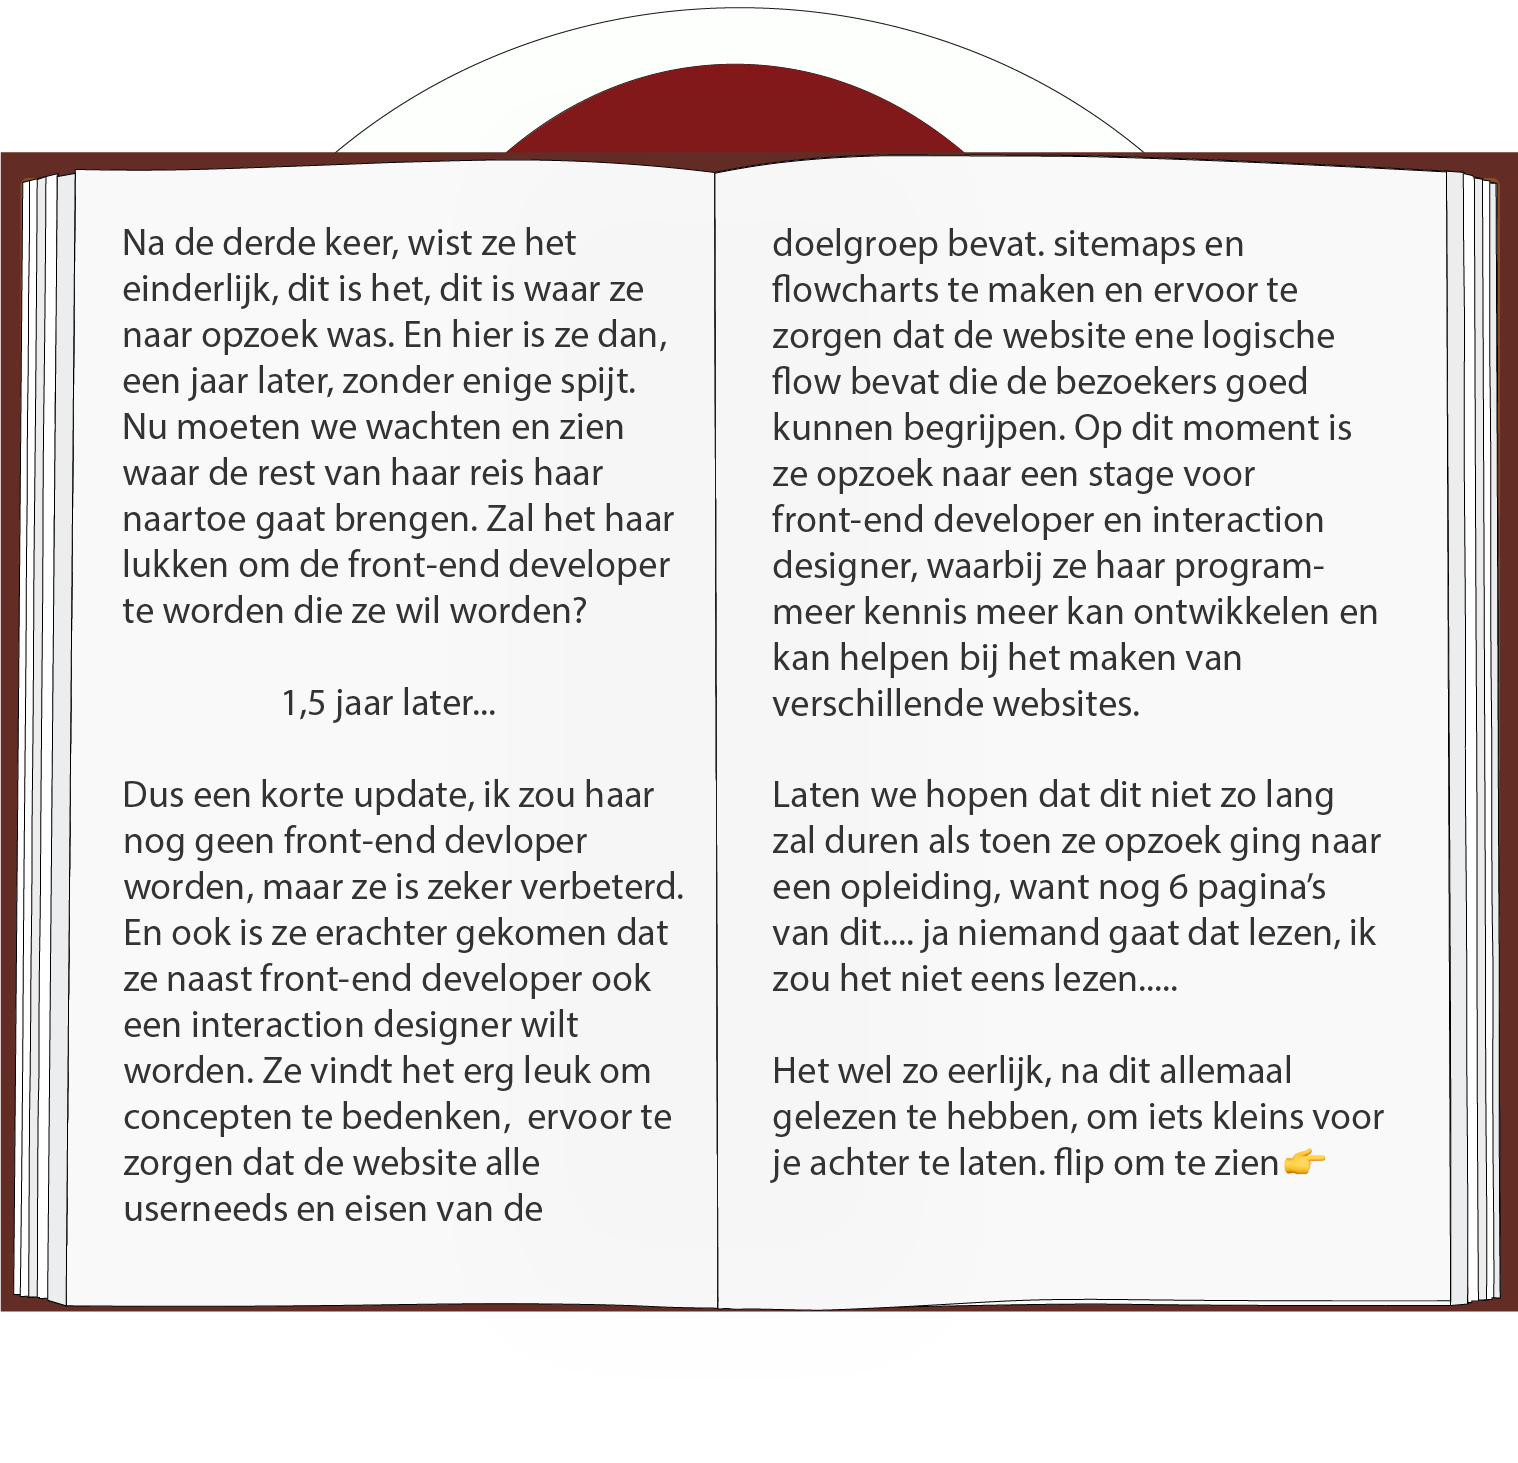 Na de derde keer, wist ze het
einderlijk, dit is het, dit is waar ze
naar opzoek was. En hier is ze dan,
een jaar later, zonder enige spijt.
Nu moeten we wachten en zien
waar de rest van haar reis haar
naartoe gaat brengen. Zal het haar
lukken om de front-end developer
te worden die ze wil worden?
1,5 jaar later...
Dus een korte update, ik zou haar
nog geen front-end devloper
worden, maar ze is zeker verbeterd.
En ook is ze erachter gekomen dat
ze naast front-end developer ook
een interaction designer wilt
worden. Ze vindt het erg leuk om
concepten te bedenken,  ervoor te
zorgen dat de website alle
userneeds en eisen van de
doelgroep bevat. sitemaps en
flowcharts te maken en ervoor te
zorgen dat de website ene logische
flow bevat die de bezoekers goed
kunnen begrijpen. Op dit moment is
ze opzoek naar een stage voor
front-end developer en interaction
designer, waarbij ze haar program-
meer kennis meer kan ontwikkelen en
kan helpen bij het maken van
verschillende websites.
Laten we hopen dat dit niet zo lang
zal duren als toen ze opzoek ging naar
een opleiding, want nog 6 pagina’s
van dit.... ja niemand gaat dat lezen, ik
zou het niet eens lezen.....
Het wel zo eerlijk, na dit allemaal
gelezen te hebben, om iets kleins voor
je achter te laten. flip om te zien👉